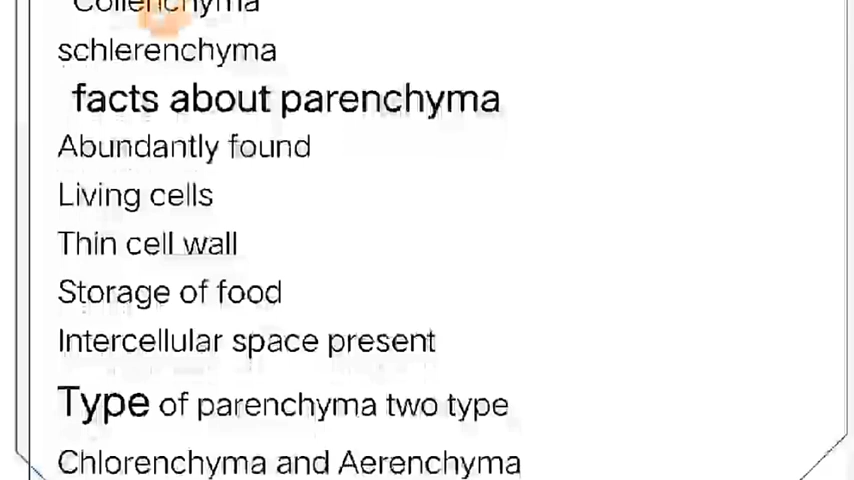 Collenchyma
schlerenchyma
facts about parenchyma
Abundantly found
Living cells
Thin cell wall
Storage of food
Intercellular space present
Type of parenchyma two type
Chlorenchyma and Aerenchyma